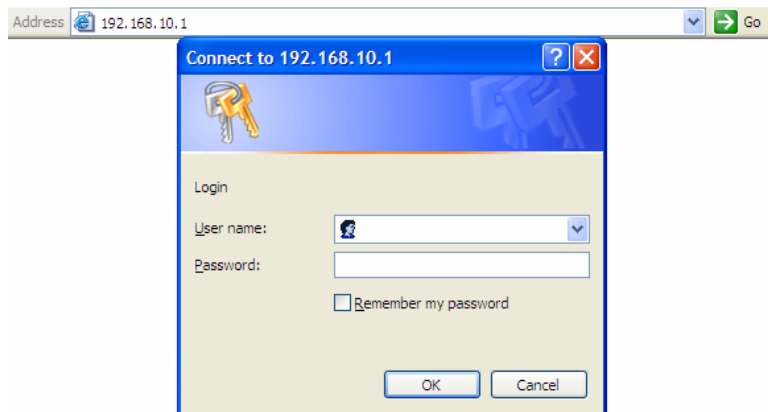 Address 192.168.10.1 Go
Connect to 192.168.10.1 ?
Login
User name:
Password:
Remember my password
OK Cancel